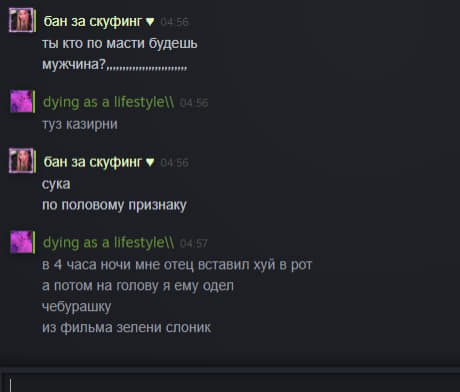 бан за скуфинг ♥ 04:56
ты кто по масти будешь
мужчина?,,,,,,,,,,,,,,,,,,,,,,,,
dying as a lifestyle\\ 04:56
туз казирни
бан за скуфинг ♥ 04:56
сука
по половому признаку
dying as a lifestyle\\ 04:57
в 4 часа ночи мне отец вставил хуй в рот
а потом на голову я ему одел
чебурашку
из фильма зелени слоник